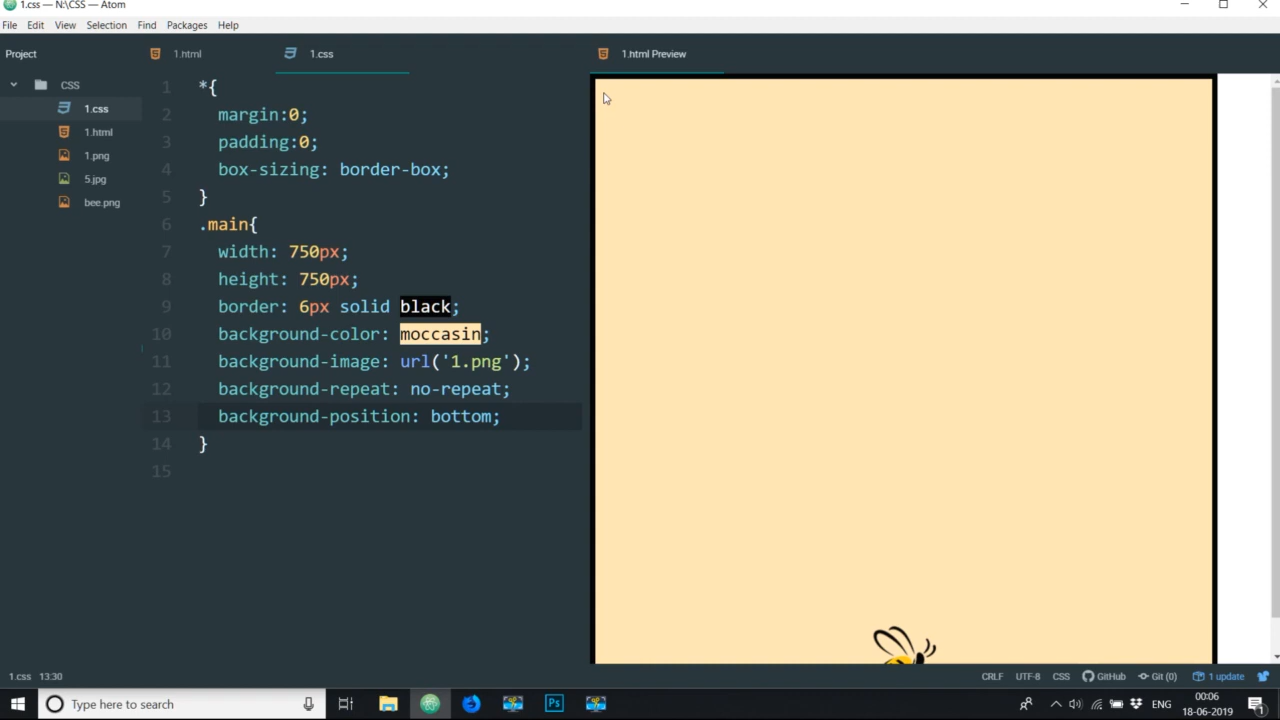 1.css — N:\CSS — Atom
File Edit View Selection Find Packages Help
Project
CSS
1.css
1.html
1.png
5.jpg
bee.png
1.html 1.css 1.html Preview
1 *{
2 margin:0;
3 padding:0;
4 box-sizing: border-box;
5 }
6 .main{
7 width: 750px;
8 height: 750px;
9 border: 6px solid black;
10 background-color: moccasin;
11 background-image: url('1.png');
12 background-repeat: no-repeat;
13 background-position: bottom;
14 }
15
1.css 13:30 CRLF UTF-8 CSS GitHub Git (0) 1 update
Type here to search
Ps
ENG
00:06
18-06-2019
1